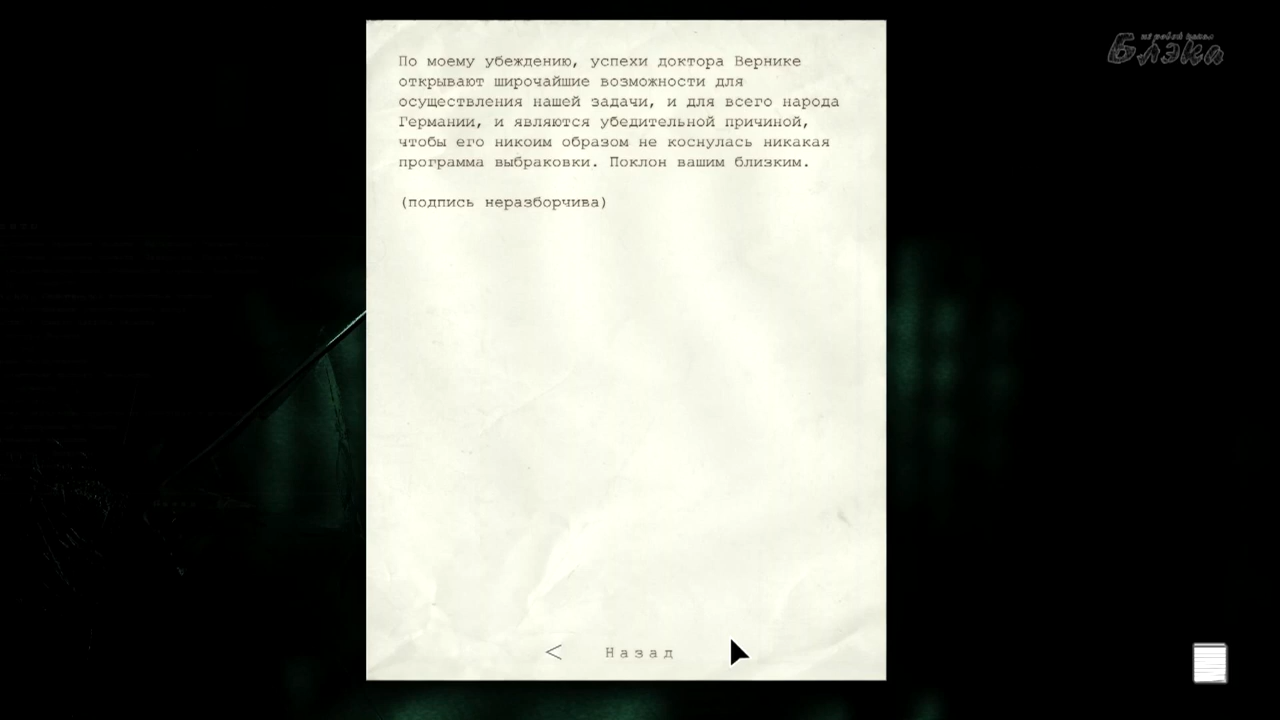 По моему убеждению, успехи доктора Вернике
открывают широчайшие возможности для
осуществления нашей задачи, и для всего народа
Германии, и являются убедительной причиной,
чтобы его никоим образом не коснулась никакая
программа выбраковки. Поклон вашим близким.
(подпись неразборчива)
< Назад
Блэка